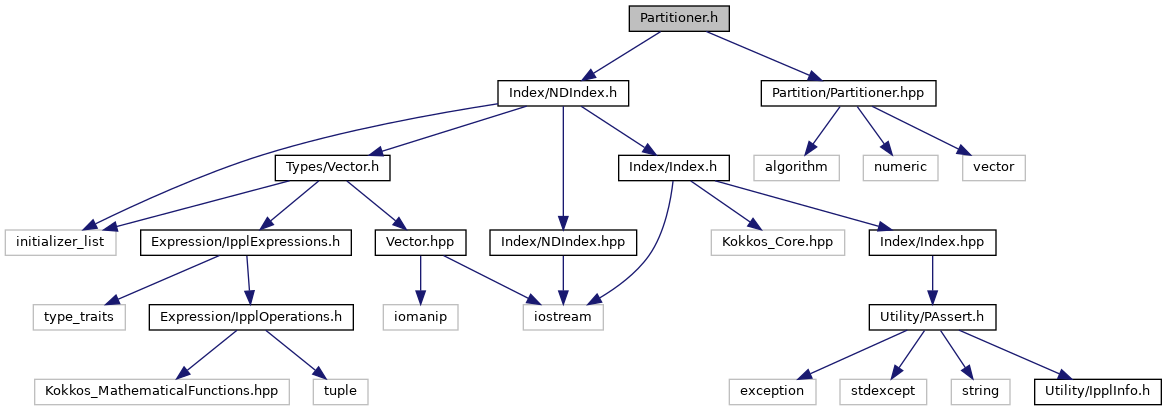 Partitioner.h
Index/NDIndex.h
Partition/Partitioner.hpp
Types/Vector.h
Index/Index.h
algorithm
numeric
vector
initializer_list
Expression/IpplExpressions.h
Vector.hpp
Index/NDIndex.hpp
Kokkos_Core.hpp
Index/Index.hpp
type_traits
Expression/IpplOperations.h
iomanip
iostream
Utility/PAssert.h
Kokkos_MathematicalFunctions.hpp
tuple
exception
stdexcept
string
Utility/IpplInfo.h